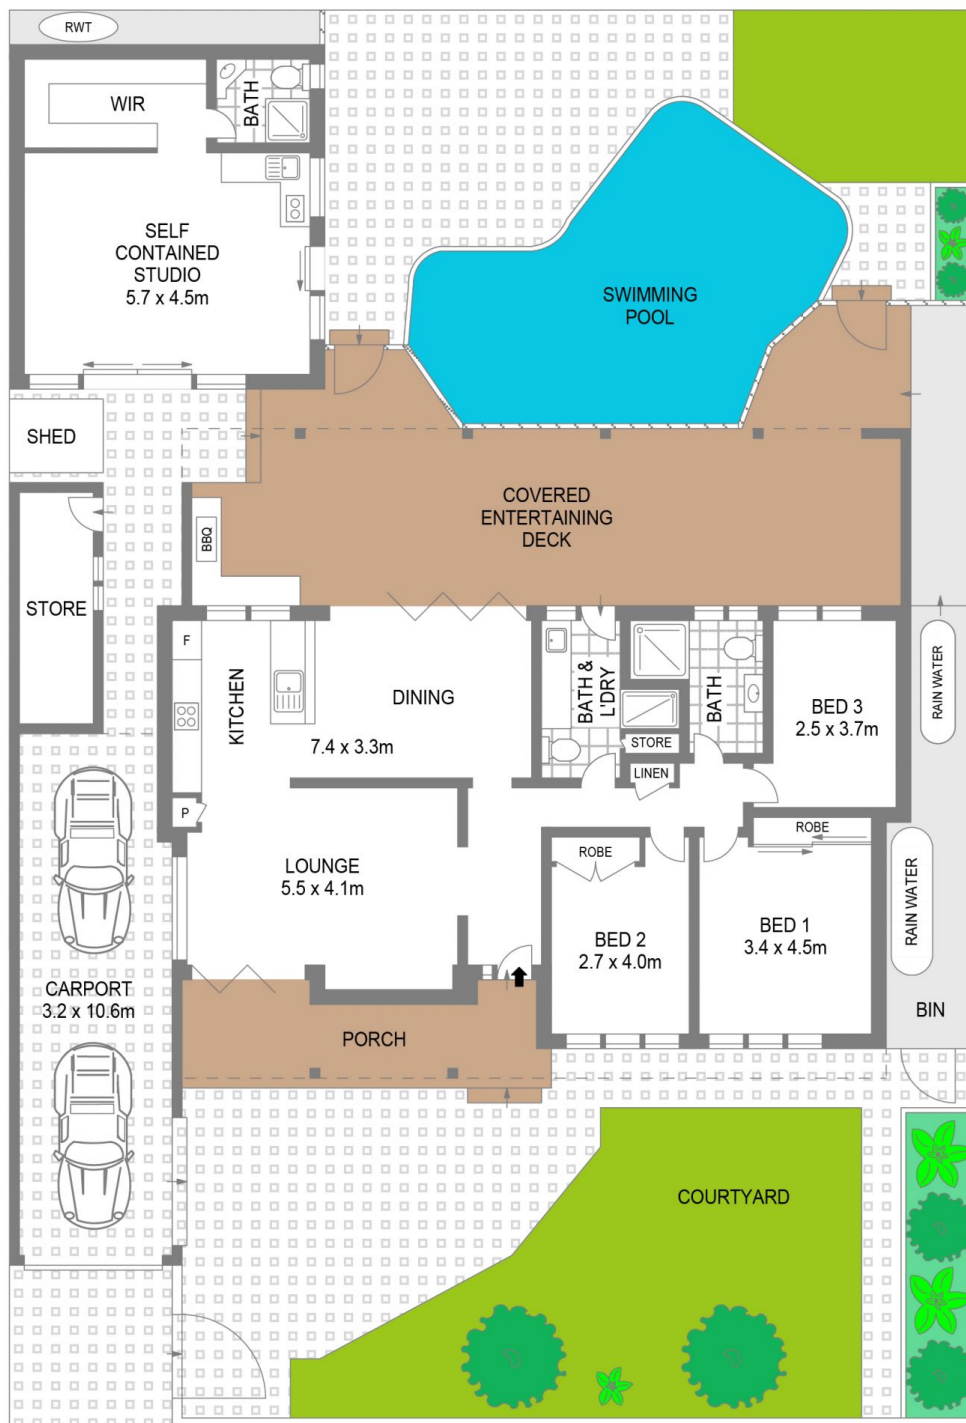 RWT
WIR
BATH
SELF
CONTAINED
STUDIO
5.7 x 4.5m
SWIMMING
POOL
SHED
COVERED
ENTERTAINING
DECK
BBQ
STORE
F
KITCHEN
DINING
7.4 x 3.3m
BATH &
L'DRY
BATH
STORE
LINEN
BED 3
2.5 x 3.7m
RAIN WATER
P
LOUNGE
5.5 x 4.1m
ROBE
ROBE
BED 2
2.7 x 4.0m
BED 1
3.4 x 4.5m
RAIN WATER
CARPORT
3.2 x 10.6m
PORCH
BIN
COURTYARD